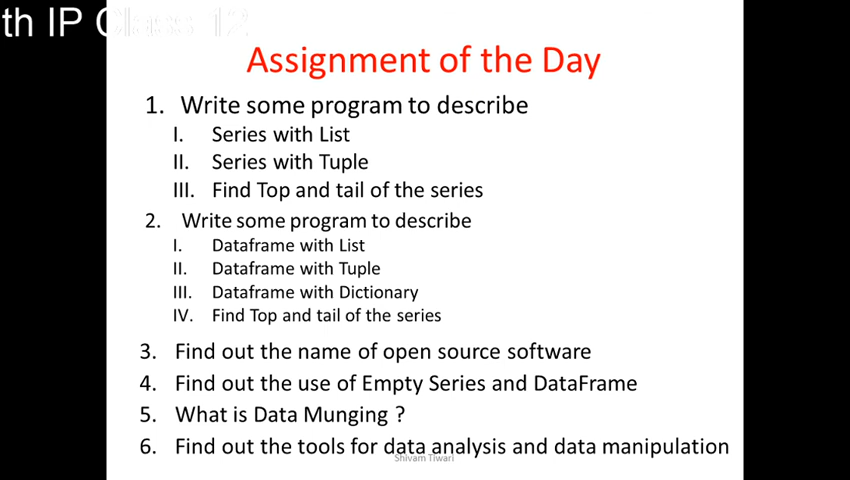 th IP Class 12
Assignment of the Day
1. Write some program to describe
I. Series with List
II. Series with Tuple
III. Find Top and tail of the series
2. Write some program to describe
I. Dataframe with List
II. Dataframe with Tuple
III. Dataframe with Dictionary
IV. Find Top and tail of the series
3. Find out the name of open source software
4. Find out the use of Empty Series and DataFrame
5. What is Data Munging ?
6. Find out the tools for data analysis and data manipulation
Shivam Tiwari